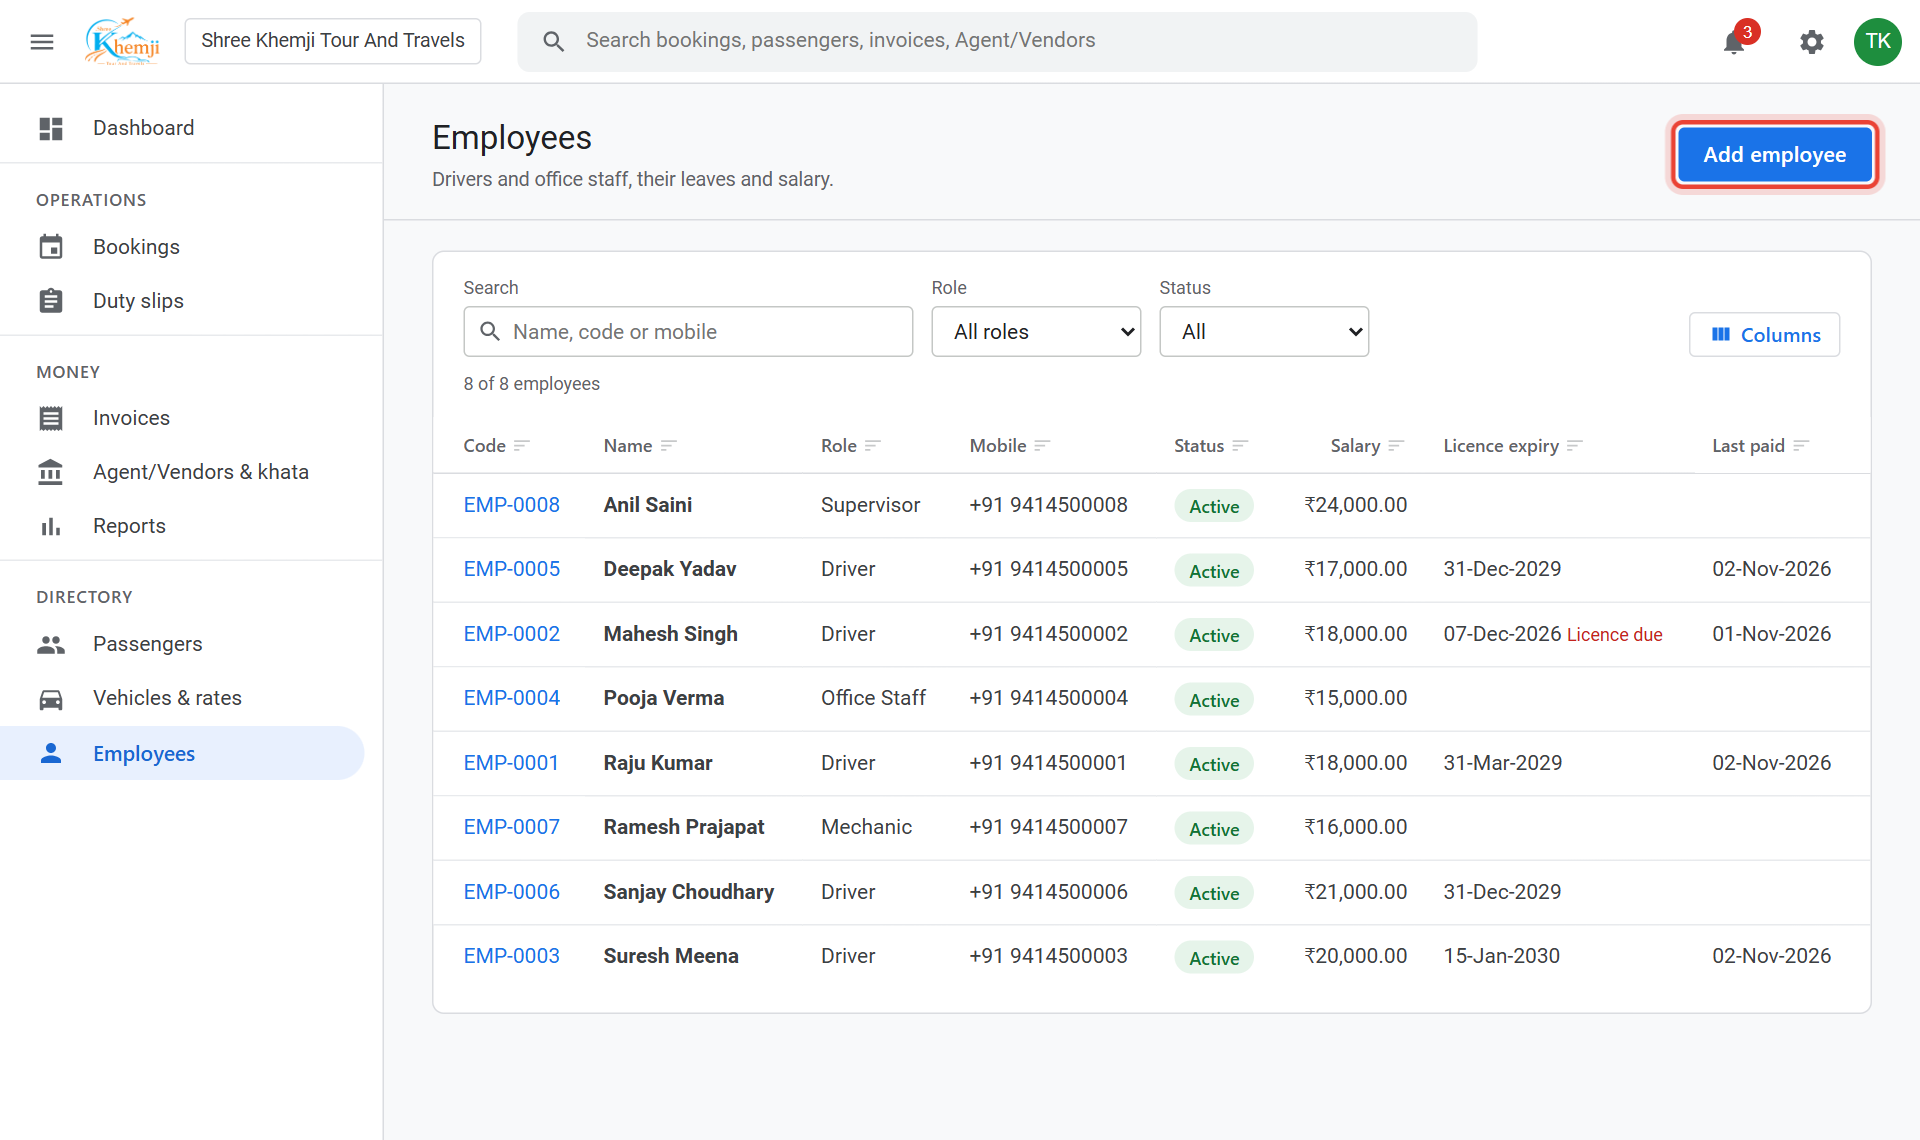 Khemji
Shree Khemji Tour And Travels
Search bookings, passengers, invoices, Agent/Vendors
3
TK
Dashboard
OPERATIONS
Bookings
Duty slips
MONEY
Invoices
Agent/Vendors & khata
Reports
DIRECTORY
Passengers
Vehicles & rates
Employees
Employees
Drivers and office staff, their leaves and salary.
Add employee
Search Role Status
Name, code or mobile All roles All
Columns
8 of 8 employees
Code Name Role Mobile Status Salary Licence expiry Last paid
EMP-0008 Anil Saini Supervisor +91 9414500008 Active ₹24,000.00
EMP-0005 Deepak Yadav Driver +91 9414500005 Active ₹17,000.00 31-Dec-2029 02-Nov-2026
EMP-0002 Mahesh Singh Driver +91 9414500002 Active ₹18,000.00 07-Dec-2026 Licence due 01-Nov-2026
EMP-0004 Pooja Verma Office Staff +91 9414500004 Active ₹15,000.00
EMP-0001 Raju Kumar Driver +91 9414500001 Active ₹18,000.00 31-Mar-2029 02-Nov-2026
EMP-0007 Ramesh Prajapat Mechanic +91 9414500007 Active ₹16,000.00
EMP-0006 Sanjay Choudhary Driver +91 9414500006 Active ₹21,000.00 31-Dec-2029
EMP-0003 Suresh Meena Driver +91 9414500003 Active ₹20,000.00 15-Jan-2030 02-Nov-2026